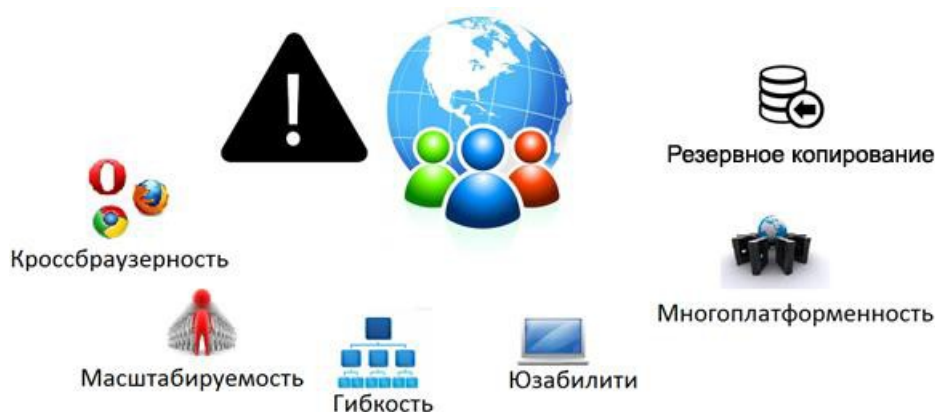 Резервное копирование
Кроссбраузерность
Многоплатформенность
Масштабируемость
Юзабилити
Гибкость